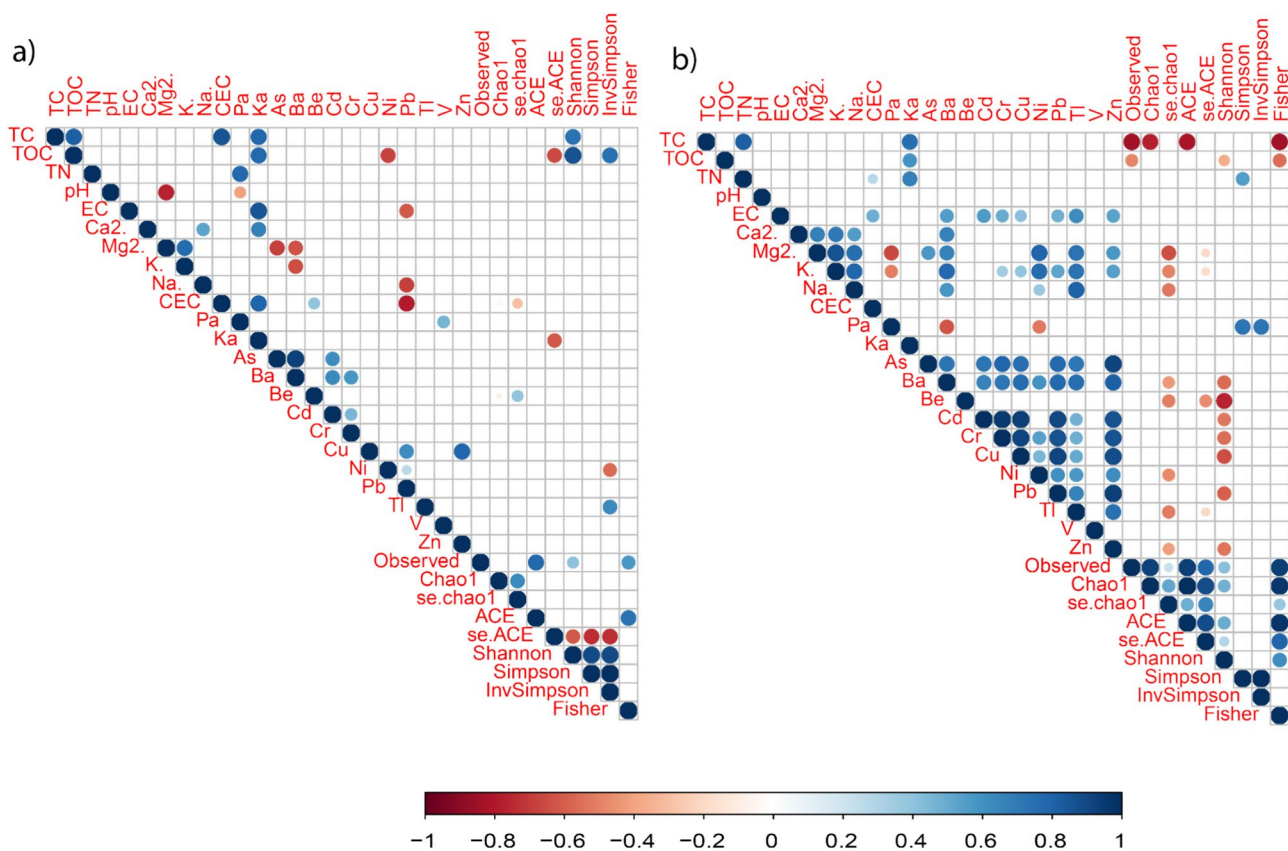 a)
TC TOC TN pH EC Ca2. Mg2. K. Na. CEC Pa Ka As Ba Be Cd Cr Cu Ni Pb Tl V Zn Observed Chao1 se.chao1 ACE se.ACE Shannon Simpson InvSimpson Fisher
TC
TOC
TN
pH
EC
Ca2.
Mg2.
K.
Na.
CEC
Pa
Ka
As
Ba
Be
Cd
Cr
Cu
Ni
Pb
Tl
V
Zn
Observed
Chao1
se.chao1
ACE
se.ACE
Shannon
Simpson
InvSimpson
Fisher
b)
TC TOC TN pH EC Ca2. Mg2. K. Na. CEC Pa Ka As Ba Be Cd Cr Cu Ni Pb Tl V Zn Observed Chao1 se.chao1 ACE se.ACE Shannon Simpson InvSimpson Fisher
TC
TOC
TN
pH
EC
Ca2.
Mg2.
K.
Na.
CEC
Pa
Ka
As
Ba
Be
Cd
Cr
Cu
Ni
Pb
Tl
V
Zn
Observed
Chao1
se.chao1
ACE
se.ACE
Shannon
Simpson
InvSimpson
Fisher
−1 −0.8 −0.6 −0.4 −0.2 0 0.2 0.4 0.6 0.8 1